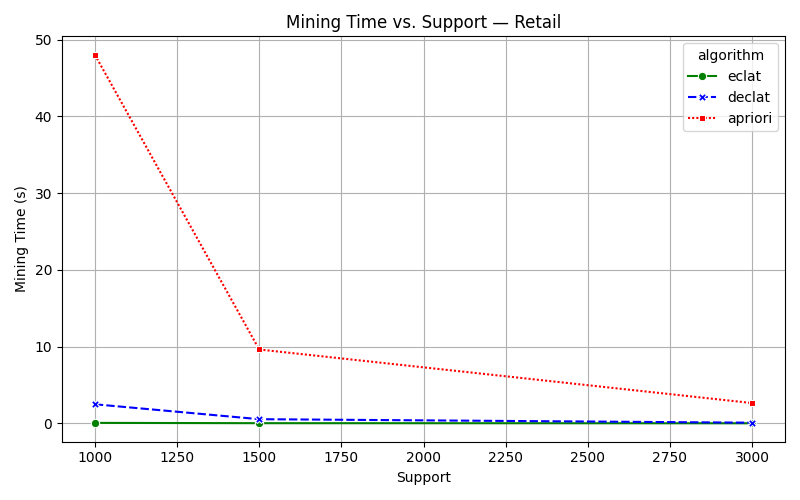 Mining Time vs. Support — Retail
Mining Time (s)
50
40
30
20
10
0
algorithm
eclat
declat
apriori
1000 1250 1500 1750 2000 2250 2500 2750 3000
Support